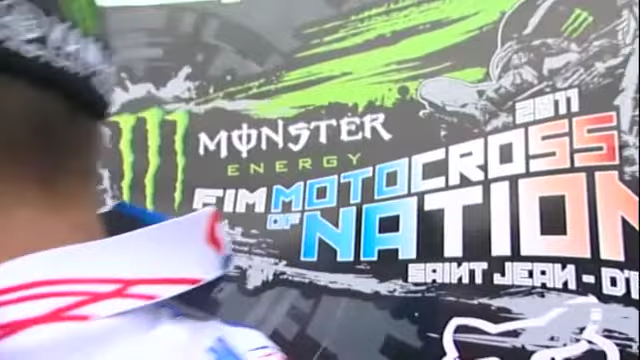 2011
MONSTER
ENERGY
FIM MOTOCROSS
OF NATION
SAINT JEAN - D'